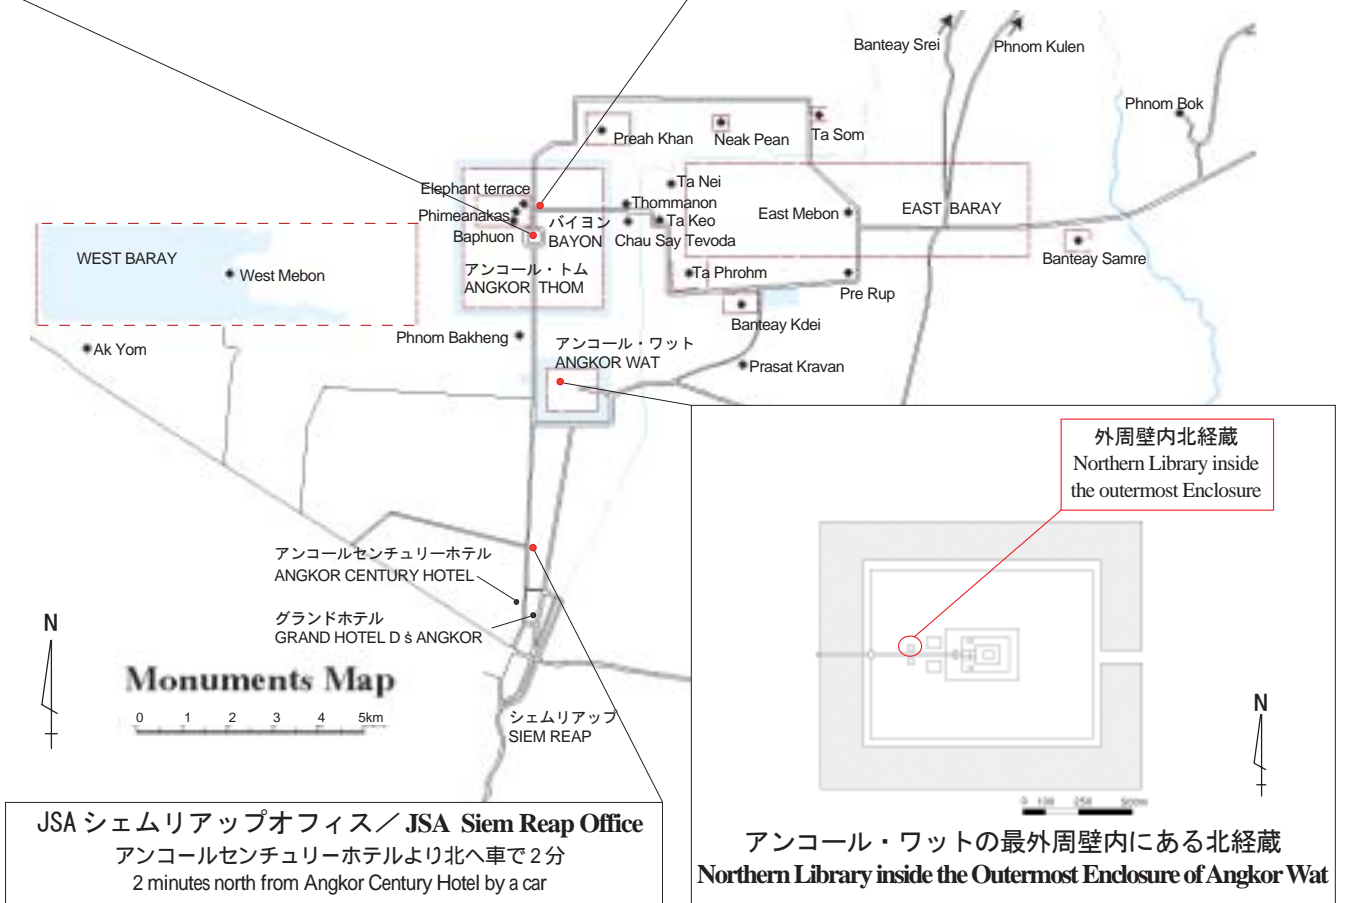 Banteay Srei
Phnom Kulen
Phnom Bok
Preah Khan
Neak Pean
Ta Som
Elephant terrace
Ta Nei
Phimeanakas
Thommanon
East Mebon
EAST BARAY
Baphuon
バイヨン
BAYON
Ta Keo
Chau Say Tevoda
WEST BARAY
West Mebon
アンコール・トム
ANGKOR THOM
Ta Phrohm
Banteay Samre
Pre Rup
Banteay Kdei
Phnom Bakheng
Ak Yom
アンコール・ワット
ANGKOR WAT
Prasat Kravan
外周壁内北経蔵
Northern Library inside
the outermost Enclosure
アンコールセンチュリーホテル
ANGKOR CENTURY HOTEL
グランドホテル
GRAND HOTEL D š ANGKOR
N
Monuments Map
0 1 2 3 4 5km
シェムリアップ
SIEM REAP
N
0 100 250 500m
JSA シェムリアップオフィス/ JSA Siem Reap Office
アンコールセンチュリーホテルより北へ車で2分
2 minutes north from Angkor Century Hotel by a car
アンコール・ワットの最外周壁内にある北経蔵
Northern Library inside the Outermost Enclosure of Angkor Wat